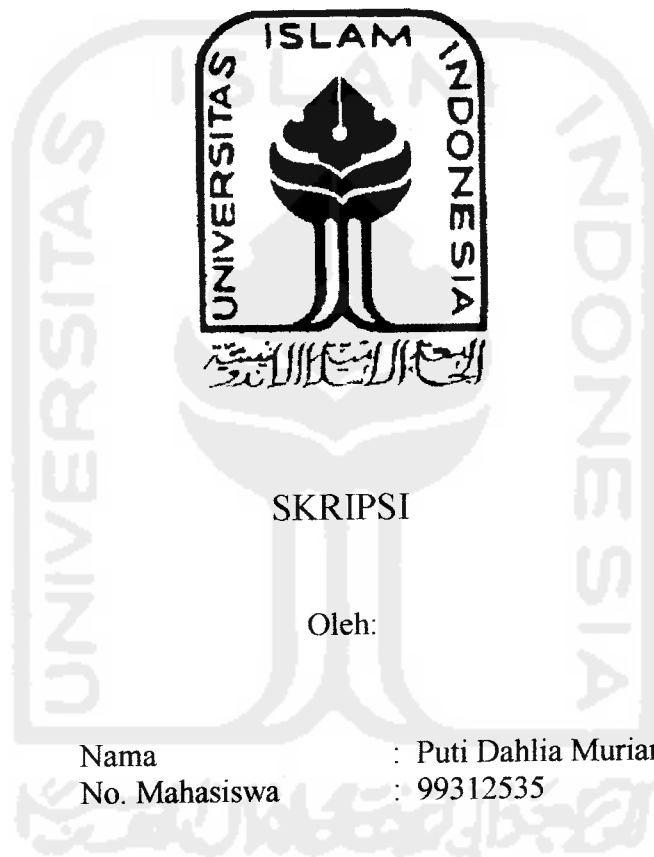 ISLAM
UNIVERSITAS
INDONESIA
SKRIPSI
Oleh:
Nama : Puti Dahlia Murian
No. Mahasiswa : 99312535